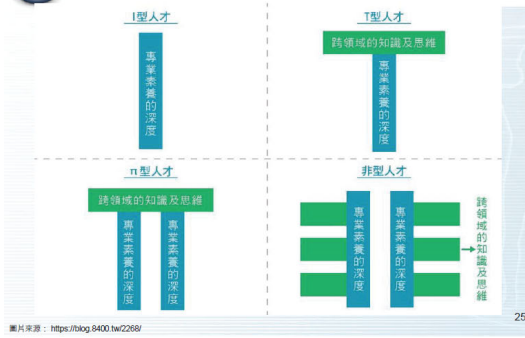 I型人才
專業素養的深度
T型人才
跨領域的知識及思維
專業素養的深度
π型人才
跨領域的知識及思維
專業素養的深度
專業素養的深度
非型人才
專業素養的深度
專業素養的深度
跨領域的知識及思維
25
圖片來源： https://blog.8400.tw/2268/